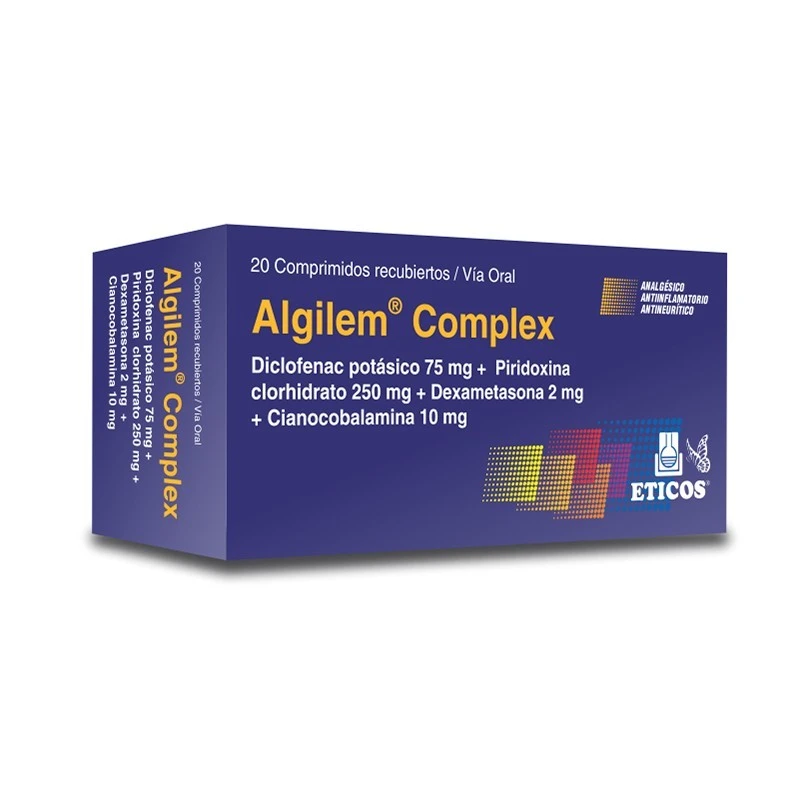 20 Comprimidos recubiertos / Vía Oral
Algilem® Complex
Diclofenac potásico 75 mg + Piridoxina
clorhidrato 250 mg + Dexametasona 2 mg
+ Cianocobalamina 10 mg
ANALGÉSICO
ANTIINFLAMATORIO
ANTINEURÍTICO
ETICOS®
20 Comprimidos recubiertos / Vía Oral
Algilem® Complex
Diclofenac potásico 75 mg +
Piridoxina clorhidrato 250 mg +
Dexametasona 2 mg +
Cianocobalamina 10 mg